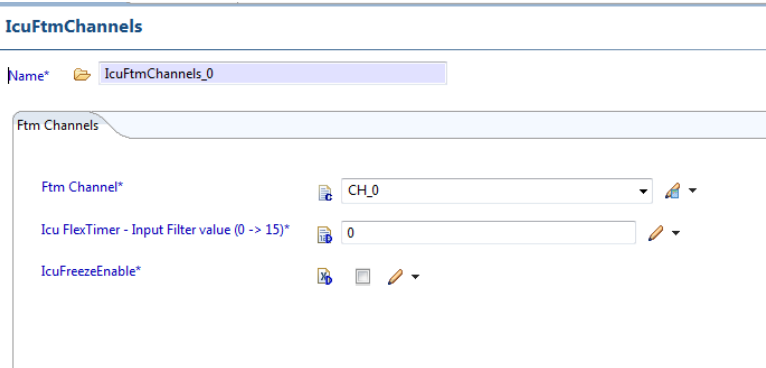 IcuFtmChannels
Name* IcuFtmChannels_0
Ftm Channels
Ftm Channel* CH_0
Icu FlexTimer - Input Filter value (0 -> 15)* 0
IcuFreezeEnable*